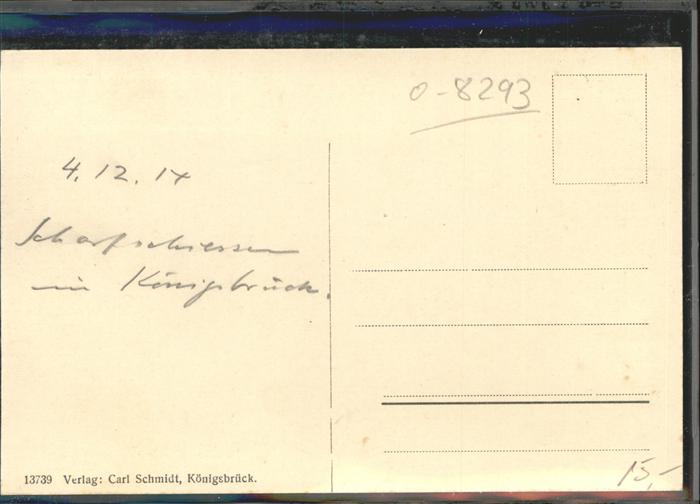 0-8293
4.12.14
Scharfschiessen
in Königsbrück.
13739 Verlag: Carl Schmidt, Königsbrück.
15,-